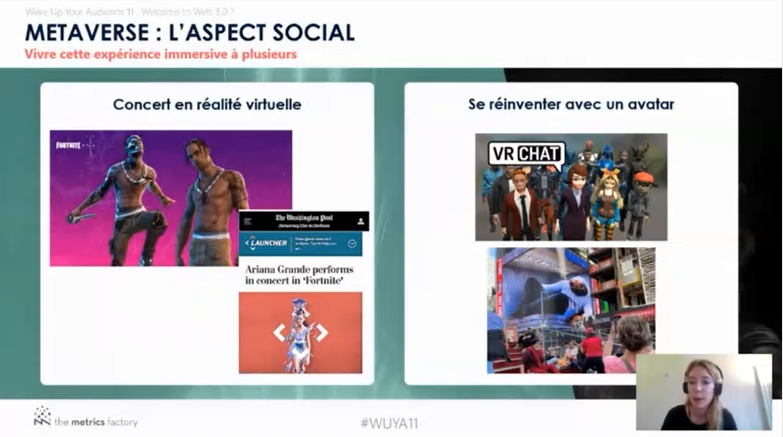 Wake Up Your Audience 11 , Welcome to Web 3.0 ?
METAVERSE : L'ASPECT SOCIAL
Vivre cette expérience immersive à plusieurs
Concert en réalité virtuelle
FORTNITE
The Washington Post
Democracy Dies in Darkness
LAUNCHER
Ariana Grande performs
in concert in ‘Fortnite’
Se réinventer avec un avatar
VR CHAT
the metrics factory
#WUYA11